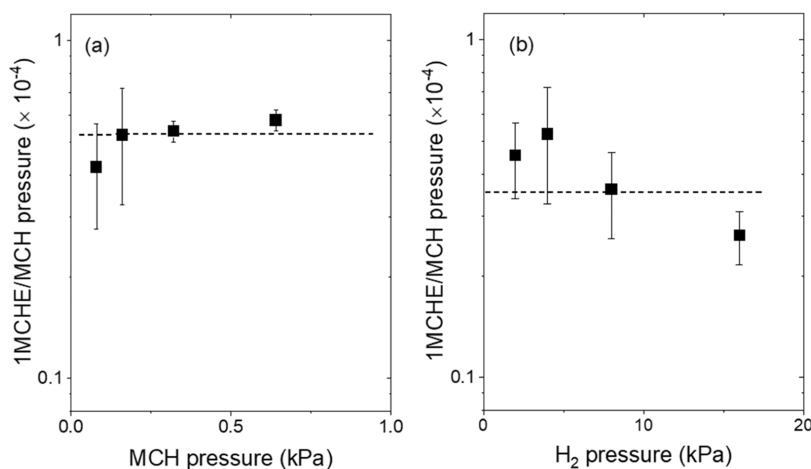 (a)
1MCHE/MCH pressure (× 10⁻⁴)
1
0.1
0.0
0.5
1.0
MCH pressure (kPa)
(b)
1MCHE/MCH pressure (×10⁻⁴)
1
0.1
0
10
20
H₂ pressure (kPa)